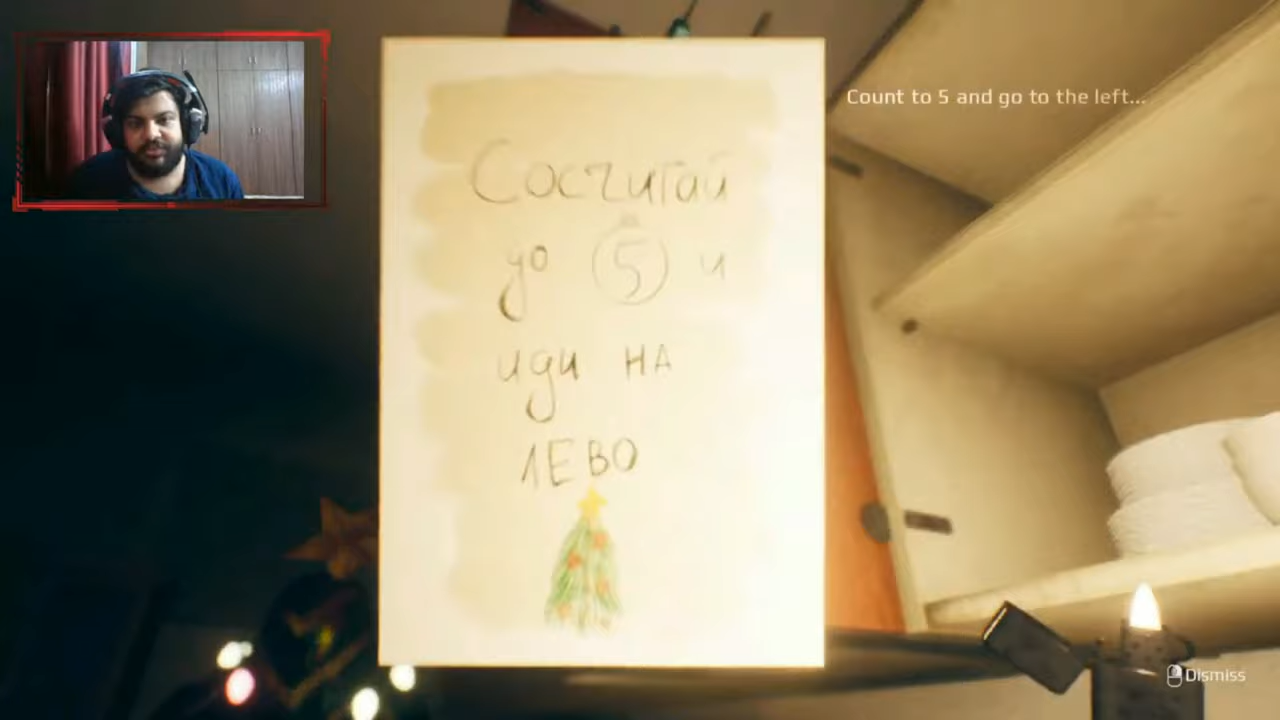 Count to 5 and go to the left...
Сосчитай
до 5 и
иди НА
ЛЕВО
Dismiss